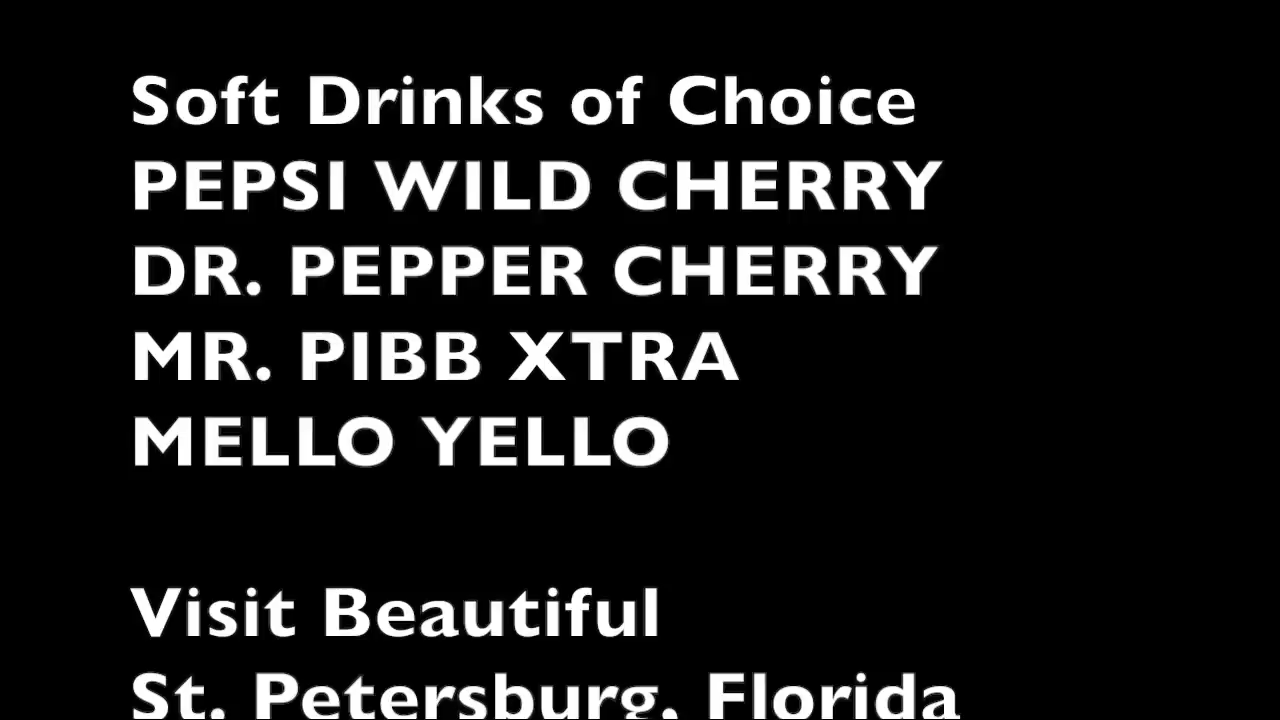 Soft Drinks of Choice
PEPSI WILD CHERRY
DR. PEPPER CHERRY
MR. PIBB XTRA
MELLO YELLO
Visit Beautiful
St. Petersburg, Florida